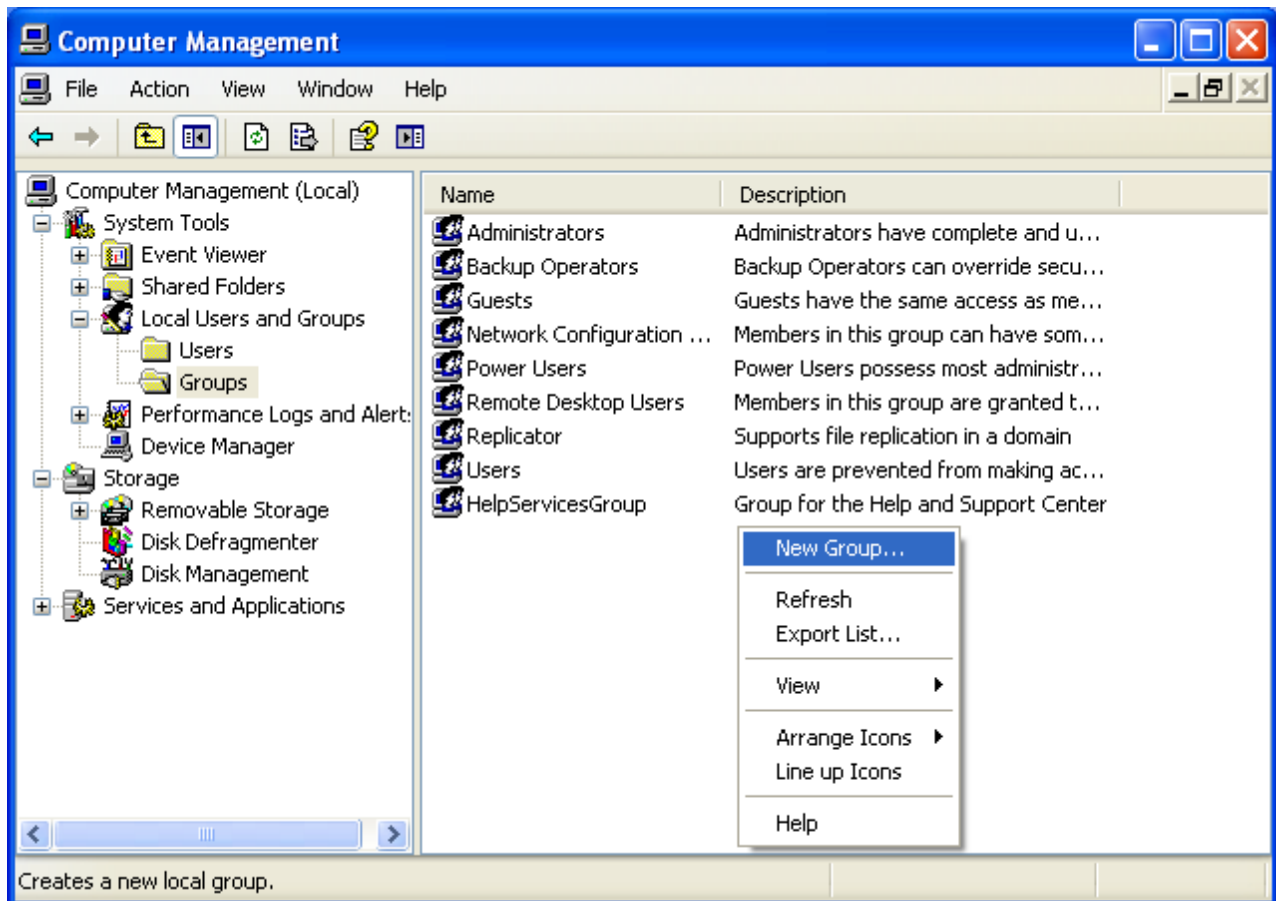 Computer Management
File Action View Window Help
Computer Management (Local)
System Tools
Event Viewer
Shared Folders
Local Users and Groups
Users
Groups
Performance Logs and Alert
Device Manager
Storage
Removable Storage
Disk Defragmenter
Disk Management
Services and Applications
Name Description
Administrators Administrators have complete and u...
Backup Operators Backup Operators can override secu...
Guests Guests have the same access as me...
Network Configuration ... Members in this group can have som...
Power Users Power Users possess most administr...
Remote Desktop Users Members in this group are granted t...
Replicator Supports file replication in a domain
Users Users are prevented from making ac...
HelpServicesGroup Group for the Help and Support Center
New Group...
Refresh
Export List...
View
Arrange Icons
Line up Icons
Help
Creates a new local group.